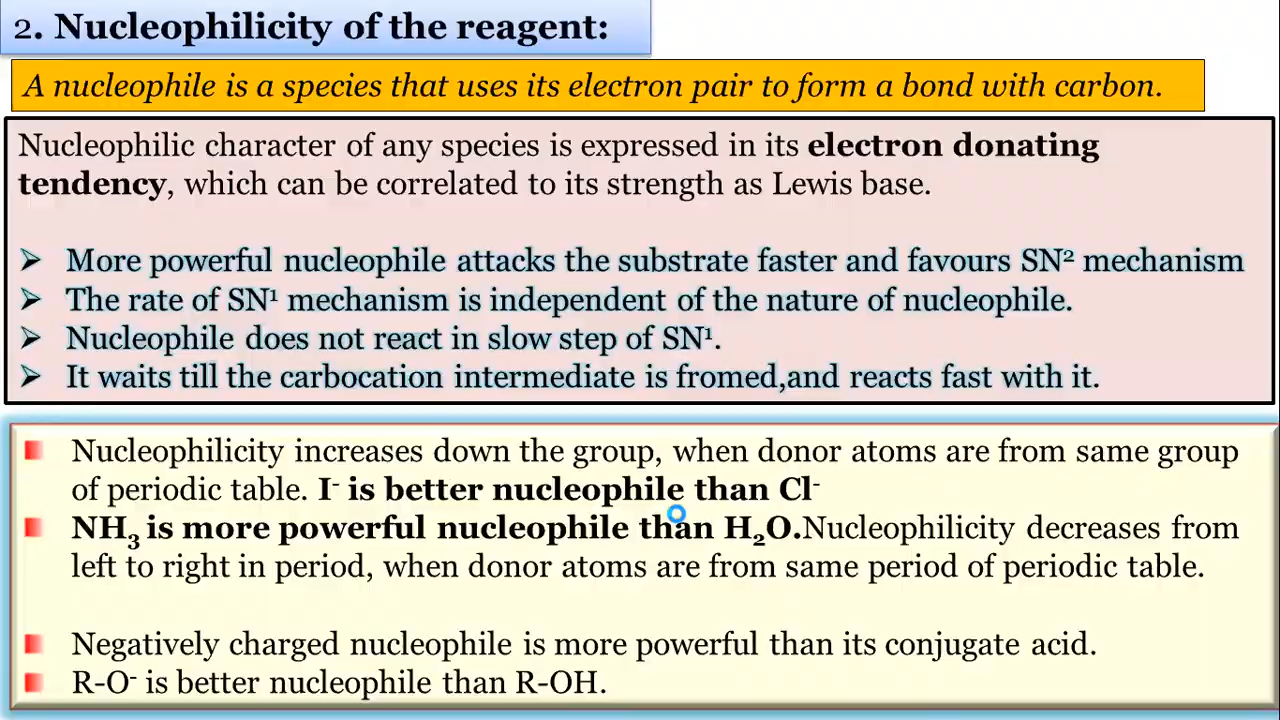 2. Nucleophilicity of the reagent:
A nucleophile is a species that uses its electron pair to form a bond with carbon.
Nucleophilic character of any species is expressed in its electron donating
tendency, which can be correlated to its strength as Lewis base.
➢ More powerful nucleophile attacks the substrate faster and favours SN² mechanism
➢ The rate of SN¹ mechanism is independent of the nature of nucleophile.
➢ Nucleophile does not react in slow step of SN¹.
➢ It waits till the carbocation intermediate is fromed,and reacts fast with it.
Nucleophilicity increases down the group, when donor atoms are from same group
of periodic table. I⁻ is better nucleophile than Cl⁻
NH₃ is more powerful nucleophile than H₂O.Nucleophilicity decreases from
left to right in period, when donor atoms are from same period of periodic table.
Negatively charged nucleophile is more powerful than its conjugate acid.
R-O⁻ is better nucleophile than R-OH.